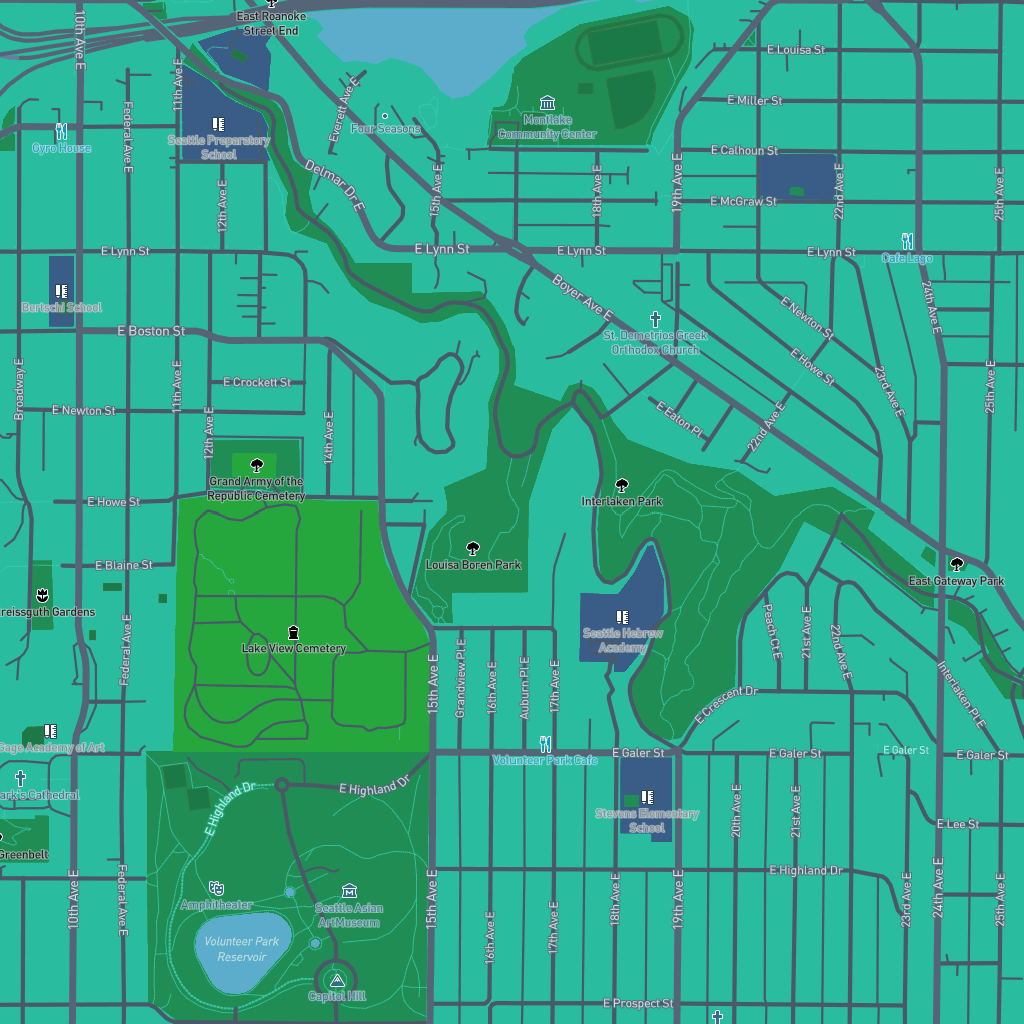 East Roanoke
Street End
10th Ave E
E Louisa St
11th Ave E
Everett Ave E
E Miller St
Federal Ave E
Montlake
Community Center
Four Seasons
Gyro House
Seattle Preparatory
School
E Calhoun St
Delmar Dr E
15th Ave E
18th Ave E
19th Ave E
22nd Ave E
25th Ave E
12th Ave E
E McGraw St
E Lynn St
E Lynn St
E Lynn St
E Lynn St
Cafe Lago
Bertschi School
Boyer Ave E
24th Ave E
E Newton St
E Boston St
St. Demetrios Greek
Orthodox Church
E Howe St
Broadway E
11th Ave E
E Crockett St
23rd Ave E
25th Ave E
E Newton St
12th Ave E
14th Ave E
E Eaton Pl
22nd Ave E
Grand Army of the
Republic Cemetery
Interlaken Park
E Howe St
E Blaine St
Louisa Boren Park
East Gateway Park
reissguth Gardens
Federal Ave E
Lake View Cemetery
Seattle Hebrew
Academy
Peach Ct E
21st Ave E
22nd Ave E
15th Ave E
Grandview Pl E
16th Ave E
Auburn Pl E
17th Ave E
Interlaken Pl E
E Crescent Dr
Gage Academy of Art
E Galer St
E Galer St
E Galer St
E Galer St
Volunteer Park Cafe
ark's Cathedral
E Highland Dr
E Highland Dr
Stevens Elementary
School
20th Ave E
21st Ave E
E Lee St
Greenbelt
E Highland Dr
10th Ave E
Federal Ave E
Amphitheater
Seattle Asian
ArtMuseum
15th Ave E
18th Ave E
19th Ave E
23rd Ave E
24th Ave E
25th Ave E
16th Ave E
17th Ave E
Volunteer Park
Reservoir
Capitol Hill
E Prospect St